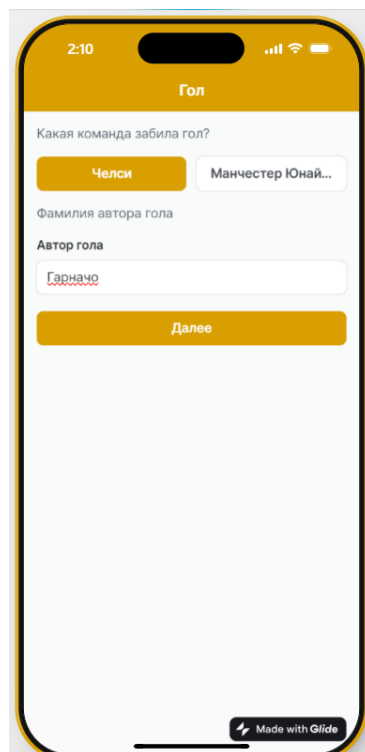 2:10
Гол
Какая команда забила гол?
Челси
Манчестер Юнай...
Фамилия автора гола
Автор гола
Гарначо
Далее
Made with Glide